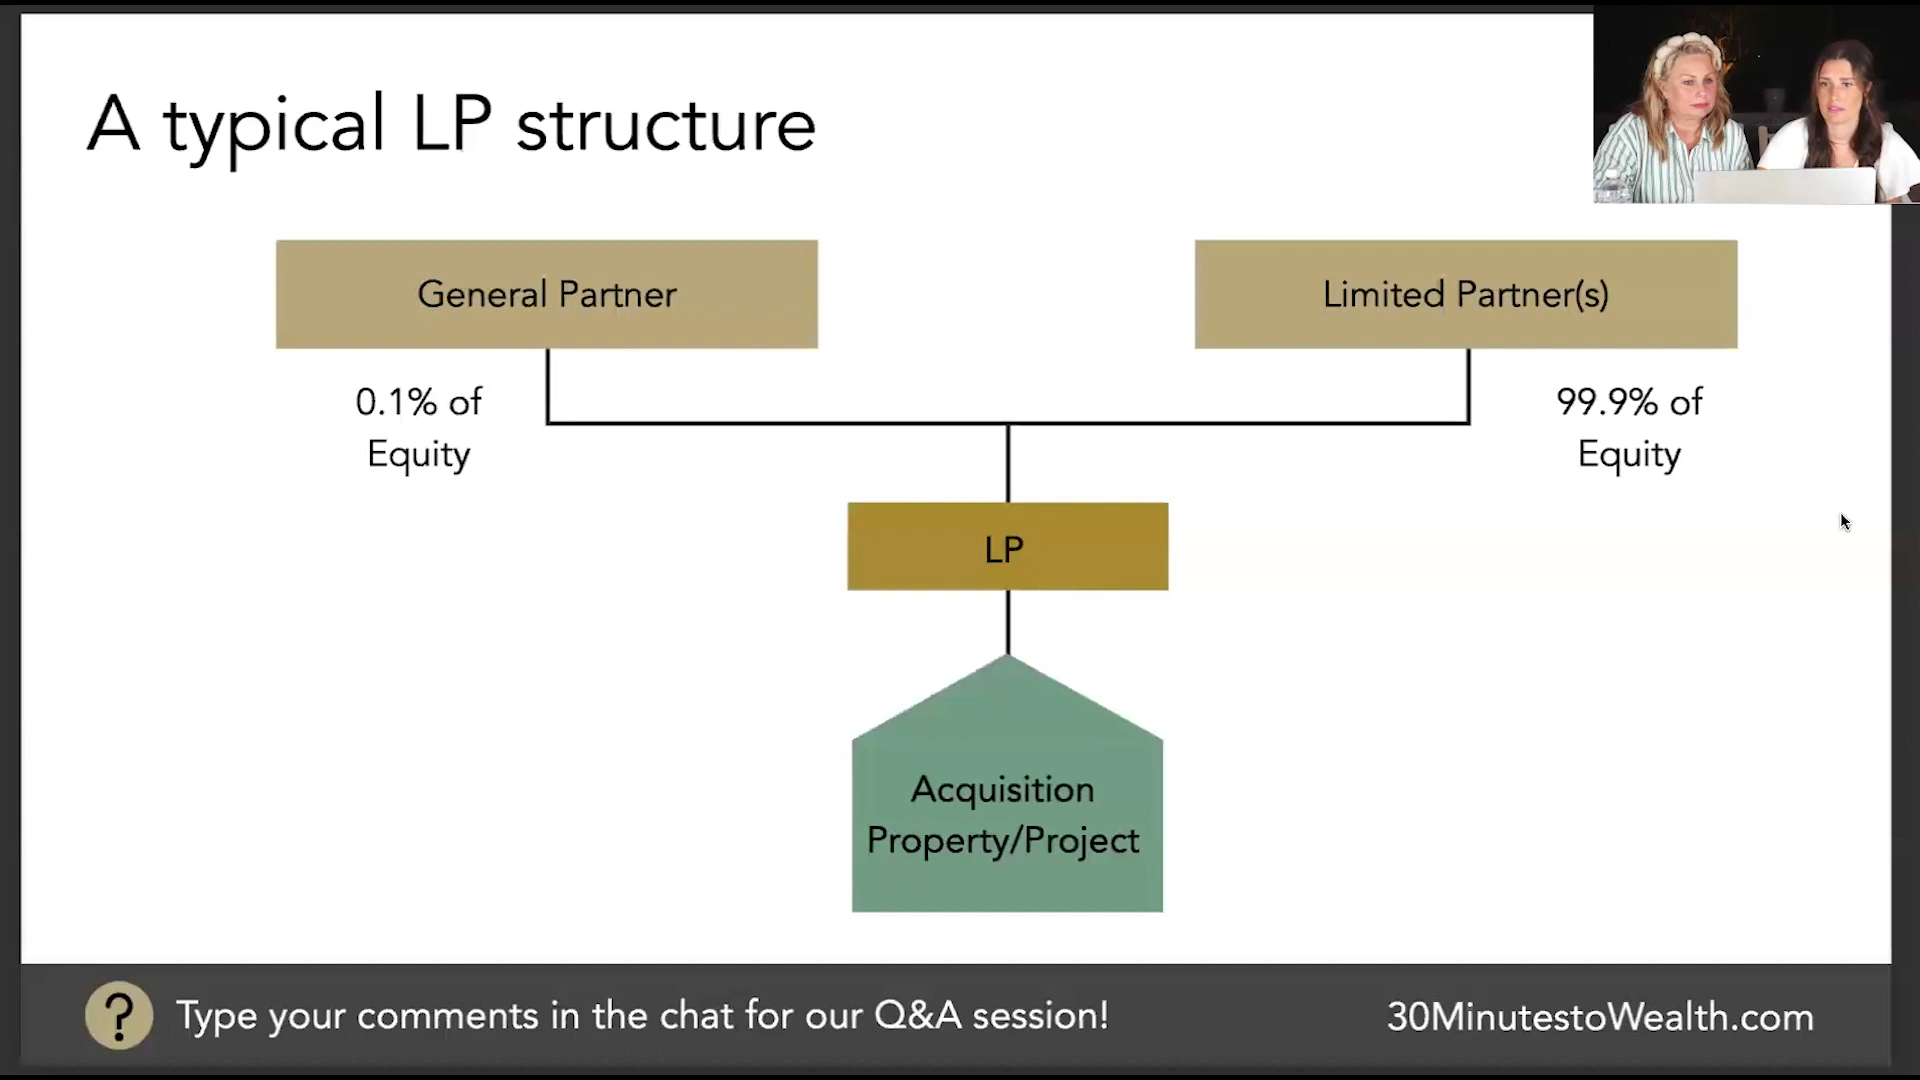 A typical LP structure
General Partner
Limited Partner(s)
0.1% of
Equity
99.9% of
Equity
LP
Acquisition
Property/Project
? Type your comments in the chat for our Q&A session!
30MinutestoWealth.com